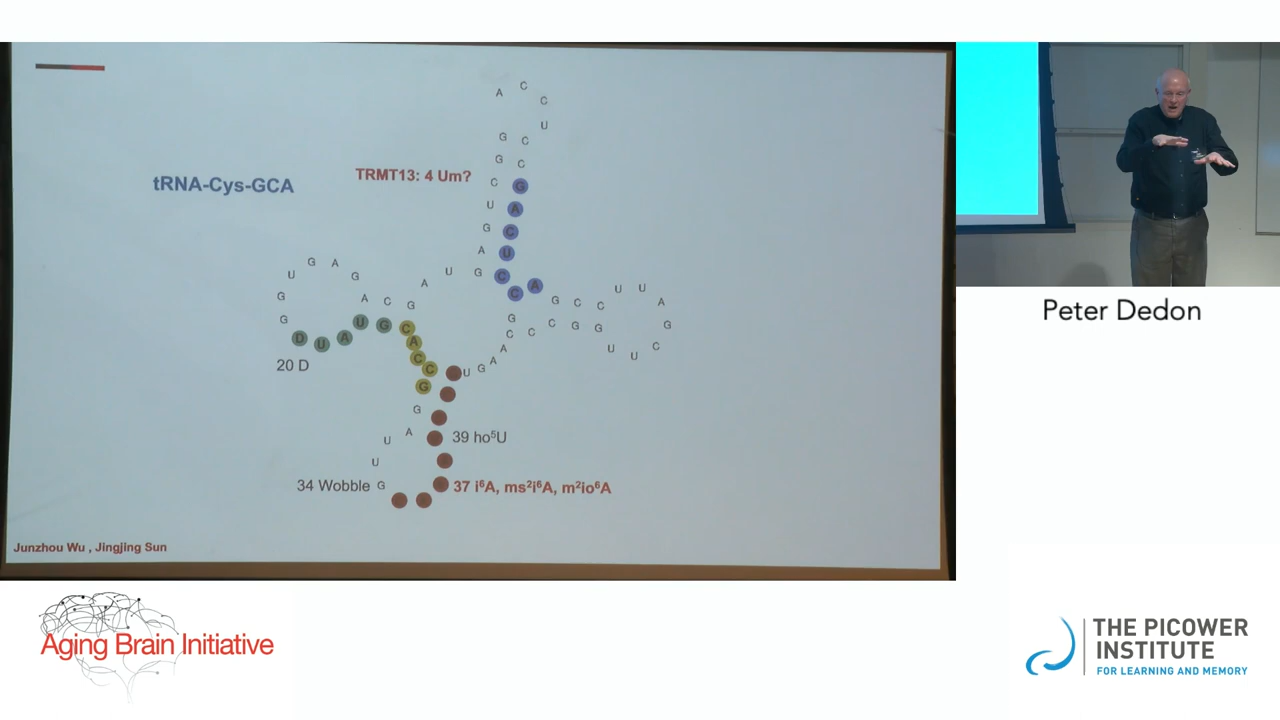 TRMT13: 4 Um?
tRNA-Cys-GCA
20 D
39 ho⁵U
34 Wobble
37 i⁶A, ms²i⁶A, m²io⁶A
Junzhou Wu , Jingjing Sun
A C C U
G G C U G A
C C G A C U C C A
G U A
G C A D U A U G
G G U G A G A C G
C A C C G
G A U U G
U G A A C G
G C C U U A G C U U G G C C
Peter Dedon
Aging Brain Initiative
THE PICOWER
INSTITUTE
FOR LEARNING AND MEMORY